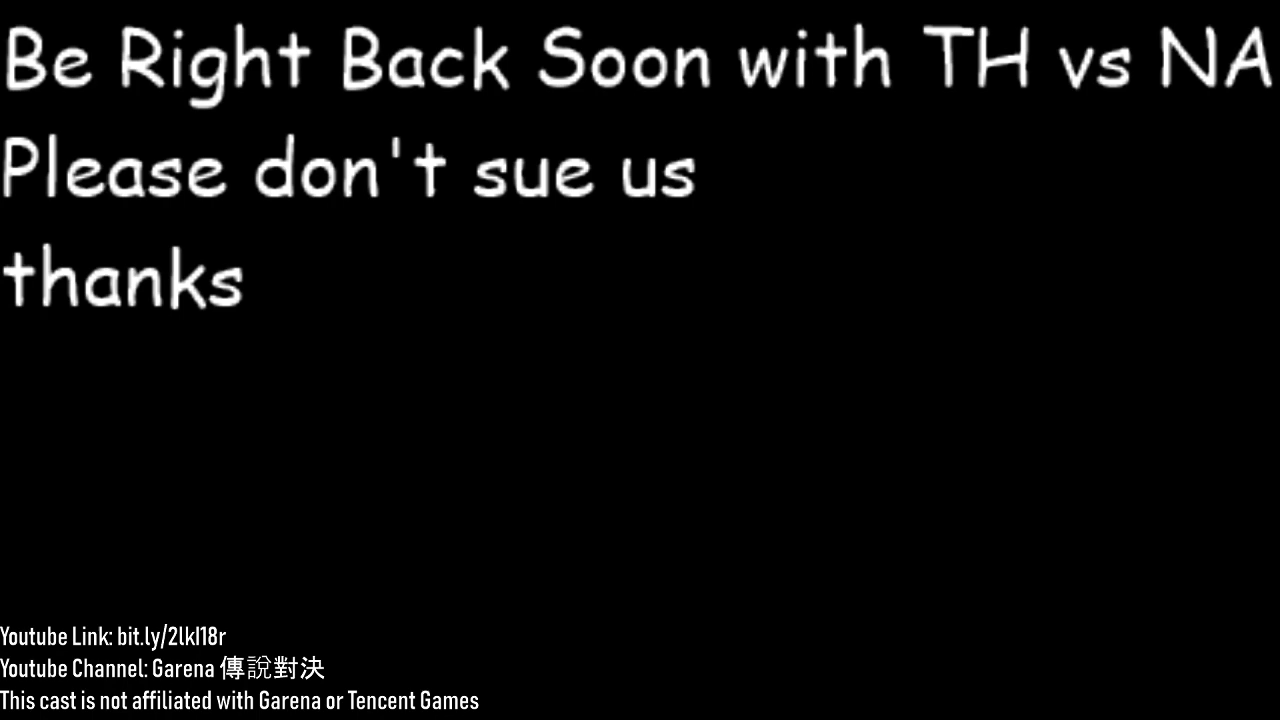 Be Right Back Soon with TH vs NA
Please don't sue us
thanks
Youtube Link: bit.ly/2lkI18r
Youtube Channel: Garena 傳說對決
This cast is not affiliated with Garena or Tencent Games